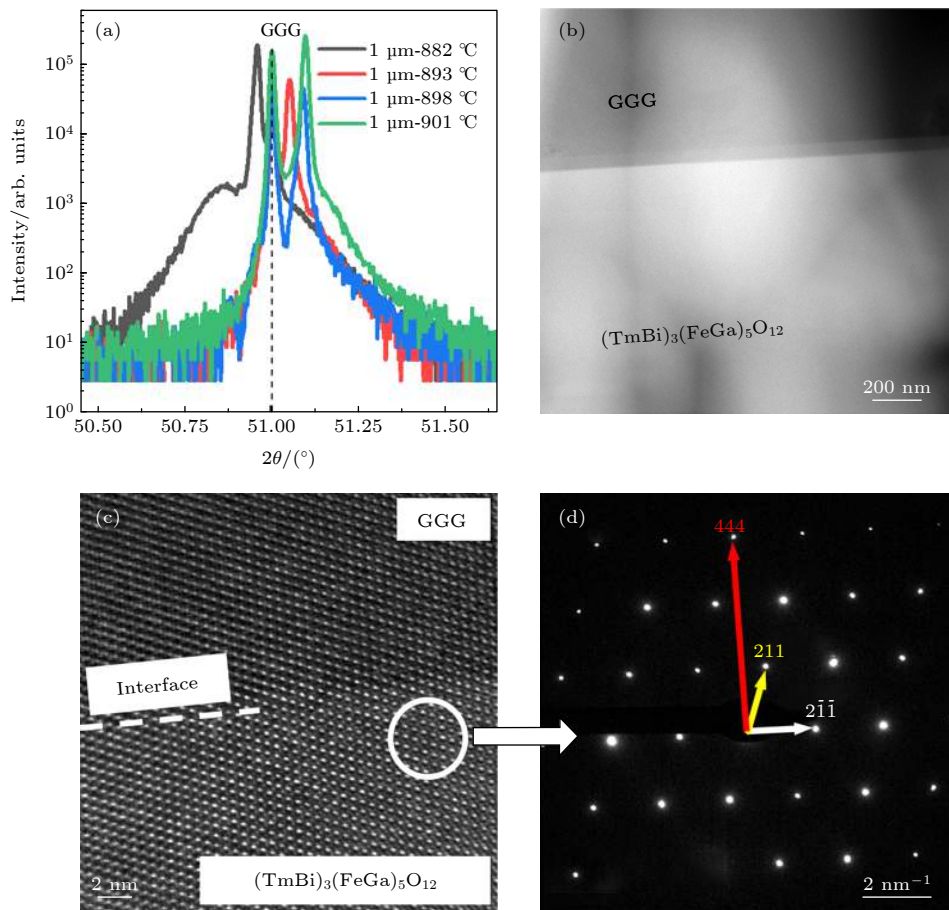 (a)
GGG
1 μm-882 ℃
1 μm-893 ℃
1 μm-898 ℃
1 μm-901 ℃
10⁵
10⁴
10³
10²
10¹
10⁰
Intensity/arb. units
50.50
50.75
51.00
51.25
51.50
2θ/(°)
(b)
GGG
(TmBi)₃(FeGa)₅O₁₂
200 nm
(c)
GGG
Interface
(TmBi)₃(FeGa)₅O₁₂
2 nm
(d)
444
211
21̅1̅
2 nm⁻¹